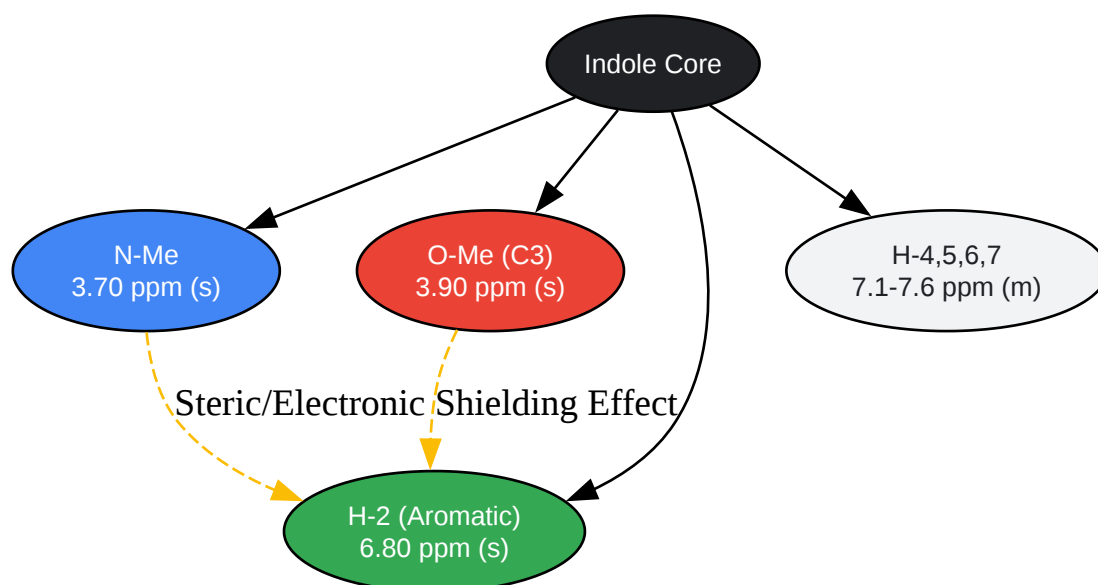 Indole Core
N-Me
3.70 ppm (s)
O-Me (C3)
3.90 ppm (s)
H-4,5,6,7
7.1-7.6 ppm (m)
Steric/Electronic Shielding Effect
H-2 (Aromatic)
6.80 ppm (s)